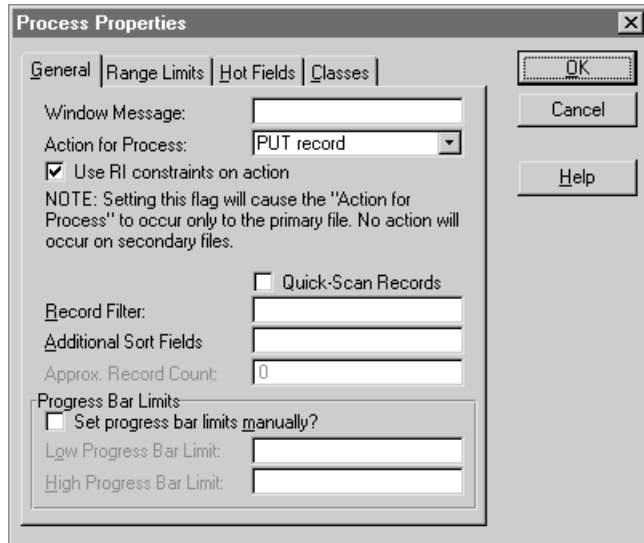 Process Properties
General Range Limits Hot Fields Classes
OK
Cancel
Help
Window Message:
Action for Process: PUT record
Use RI constraints on action
NOTE: Setting this flag will cause the "Action for
Process" to occur only to the primary file. No action will
occur on secondary files.
Quick-Scan Records
Record Filter:
Additional Sort Fields
Approx. Record Count: 0
Progress Bar Limits
Set progress bar limits manually?
Low Progress Bar Limit:
High Progress Bar Limit: